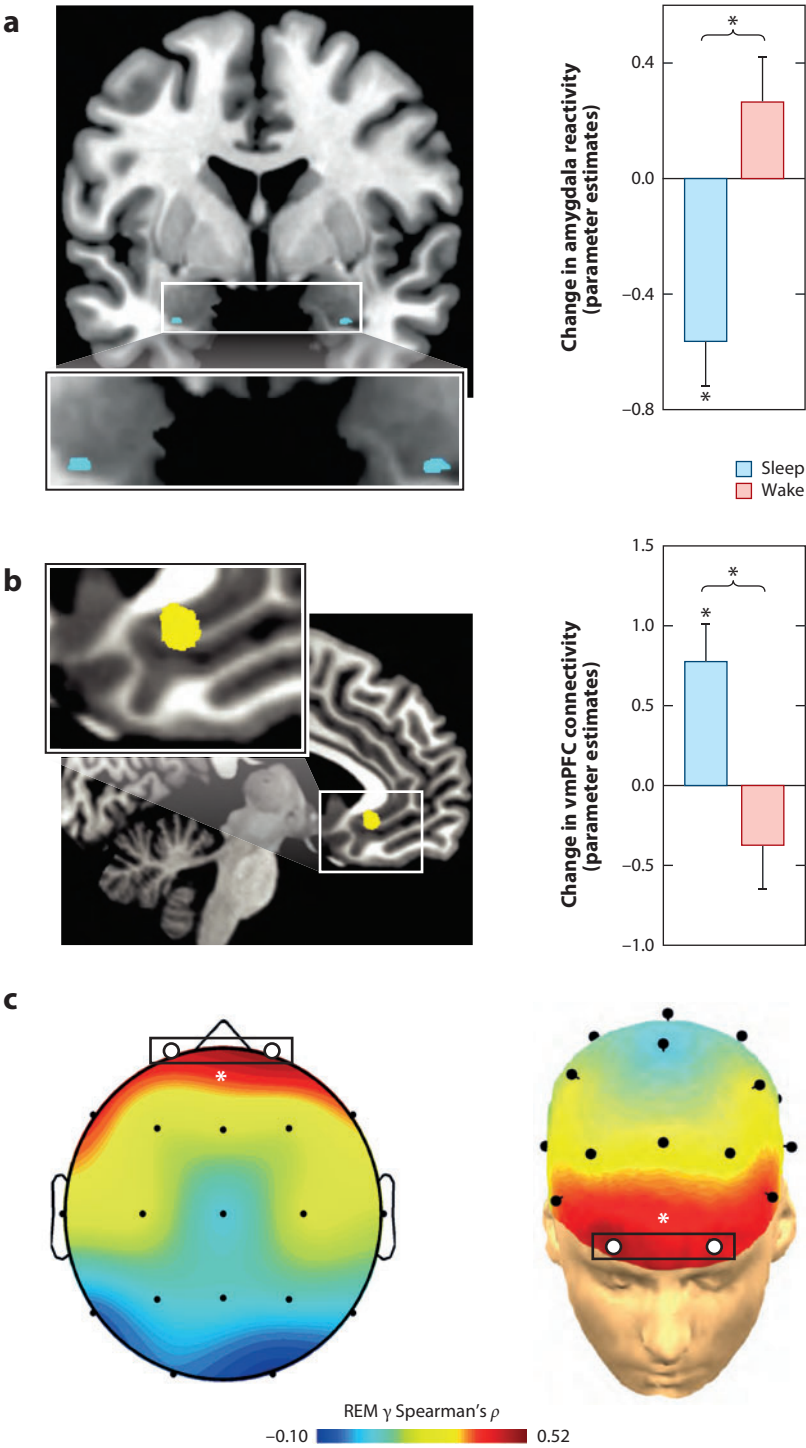 a
*
0.4
0.0
−0.4
−0.8
*
Change in amygdala reactivity
(parameter estimates)
Sleep
Wake
b
1.5
1.0
0.5
0.0
−0.5
−1.0
*
*
Change in vmPFC connectivity
(parameter estimates)
c
*
*
REM γ Spearman's ρ
−0.10
0.52